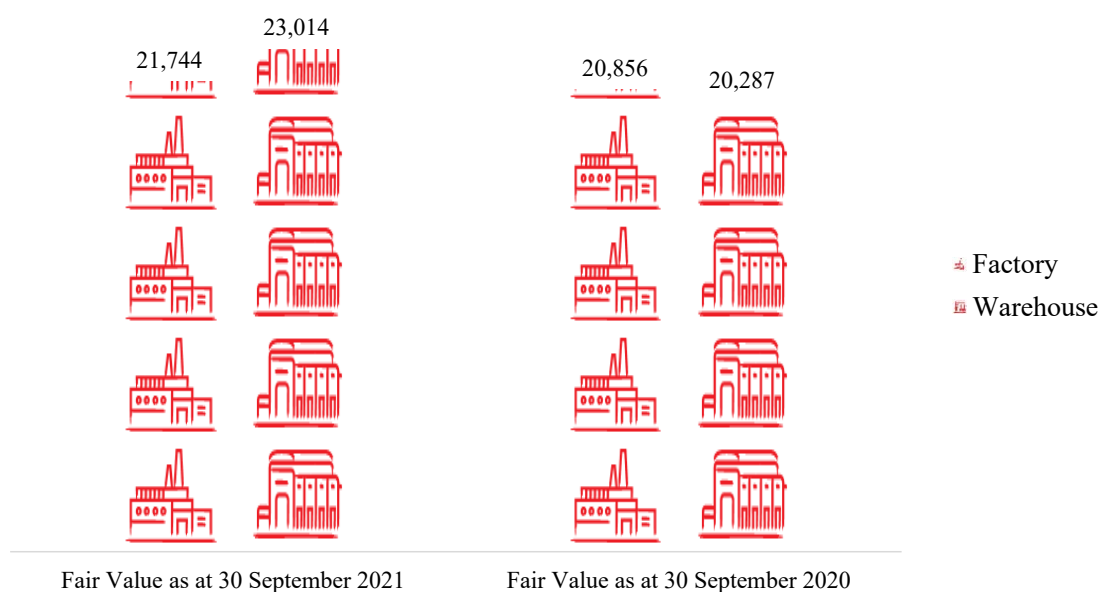 23,014
21,744
20,856
20,287
Factory
Warehouse
Fair Value as at 30 September 2021
Fair Value as at 30 September 2020